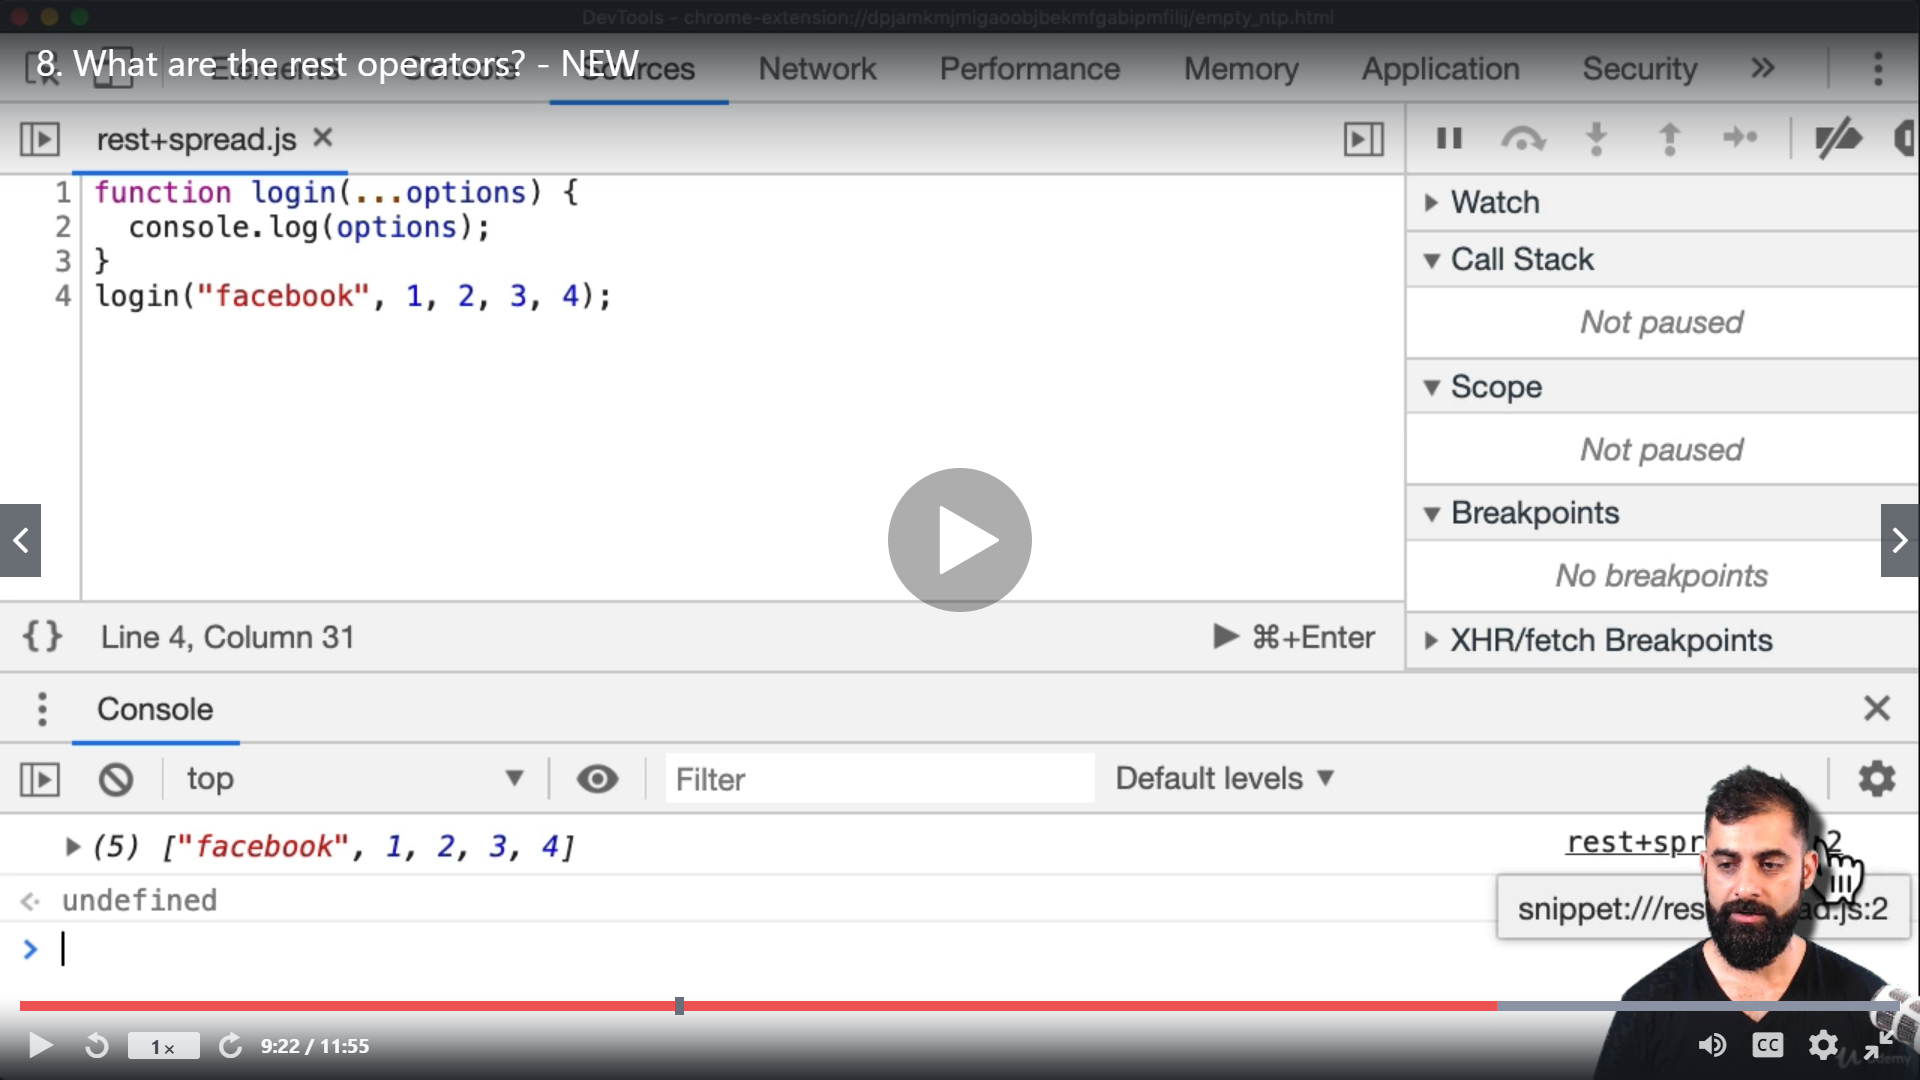 DevTools - chrome-extension://dpjamkmjmigaoobjbekmfgabipmfilij/empty_ntp.html
8. What are the rest operators? - NEW
Elements Console Sources Network Performance Memory Application Security »
rest+spread.js ×
1 function login(...options) {
2 console.log(options);
3 }
4 login("facebook", 1, 2, 3, 4);
Watch
Call Stack
Not paused
Scope
Not paused
Breakpoints
No breakpoints
XHR/fetch Breakpoints
{} Line 4, Column 31
⌘+Enter
Console
top
Filter
Default levels
(5) ["facebook", 1, 2, 3, 4]
rest+spr 2
undefined
snippet:///res ad.js:2
>
1x
9:22 / 11:55
CC
udemy